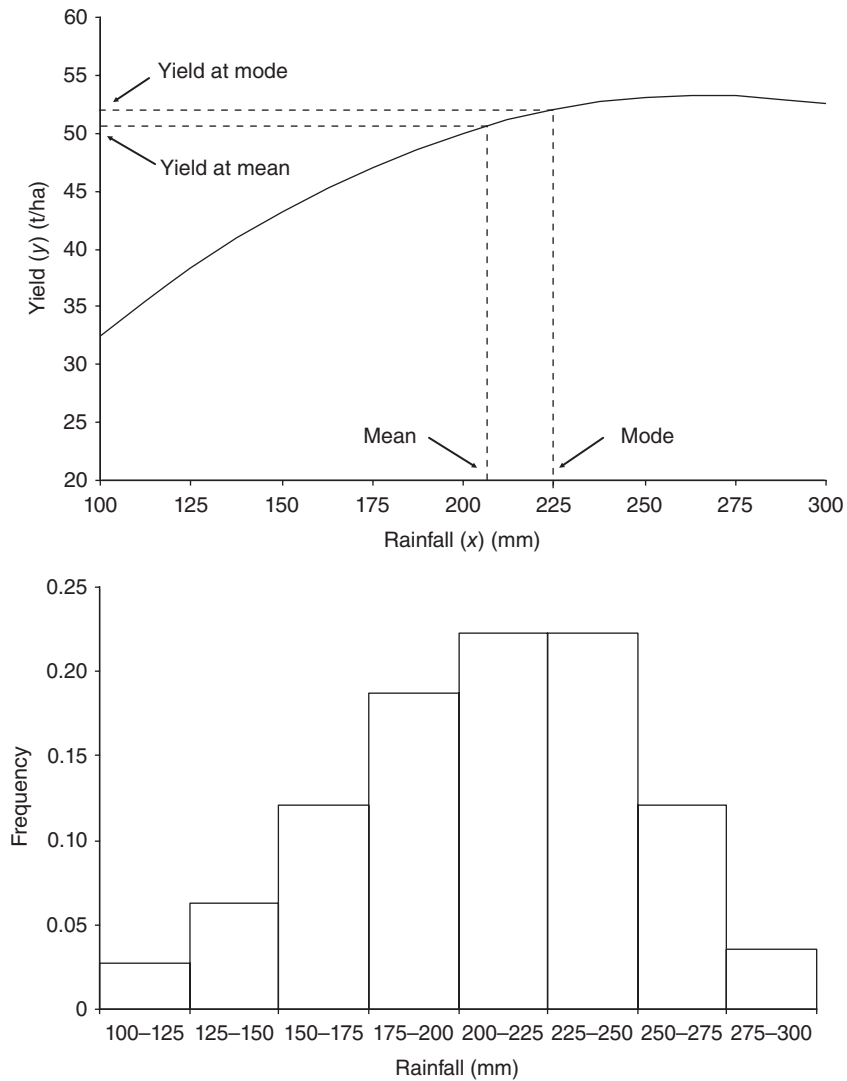 60
55
50
45
40
35
30
25
20
Yield (y) (t/ha)
Yield at mode
Yield at mean
Mean
Mode
100 125 150 175 200 225 250 275 300
Rainfall (x) (mm)
0.25
0.20
0.15
0.10
0.05
0
Frequency
100–125 125–150 150–175 175–200 200–225 225–250 250–275 275–300
Rainfall (mm)